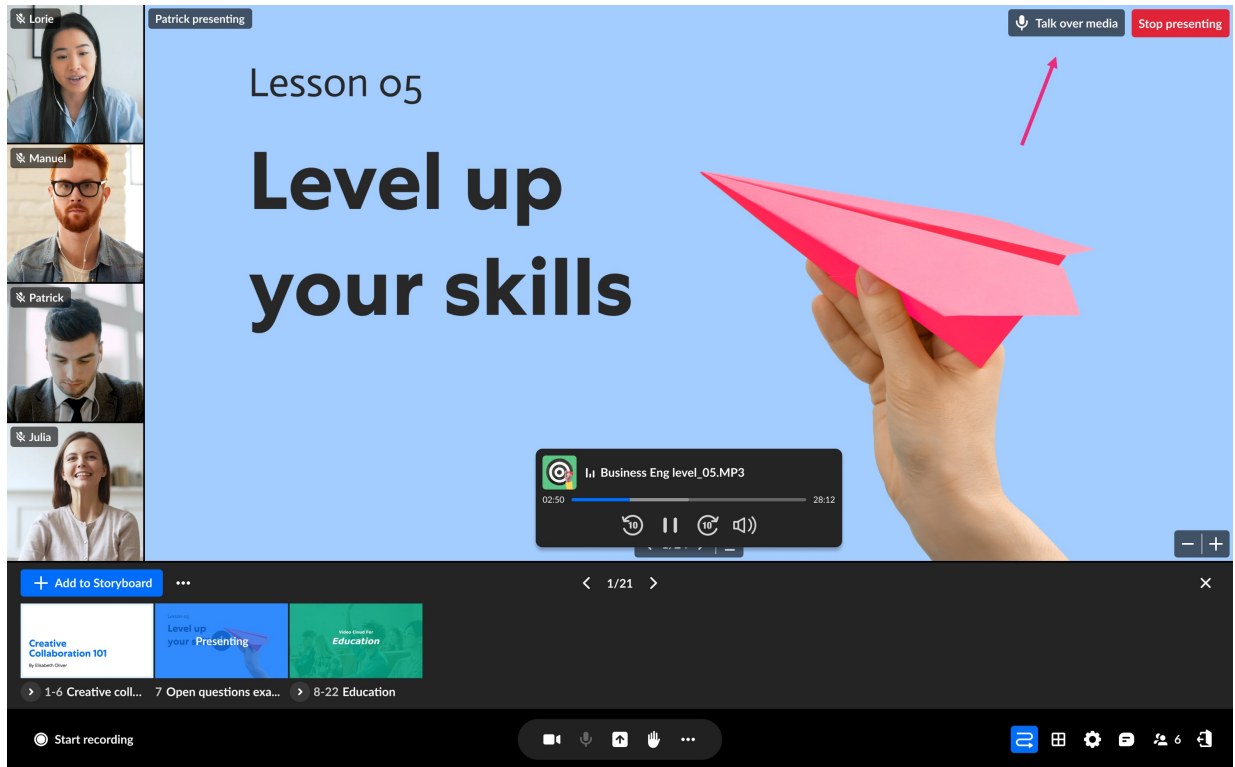 Lorie
Patrick presenting
Talk over media
Stop presenting
Lesson 05
Level up
your skills
Manuel
Patrick
Julia
Business Eng level_05.MP3
02:50
28:12
10
10
Add to Storyboard
1/21
Creative
Collaboration 101
By Elisabeth Oliver
Level up
your s
Presenting
Video Cloud For
Education
1-6 Creative coll...
7 Open questions exa...
8-22 Education
Start recording
6